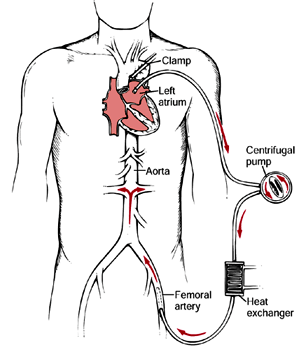 Clamp
Left
atrium
Centrifugal
pump
Aorta
Femoral
artery
Heat
exchanger